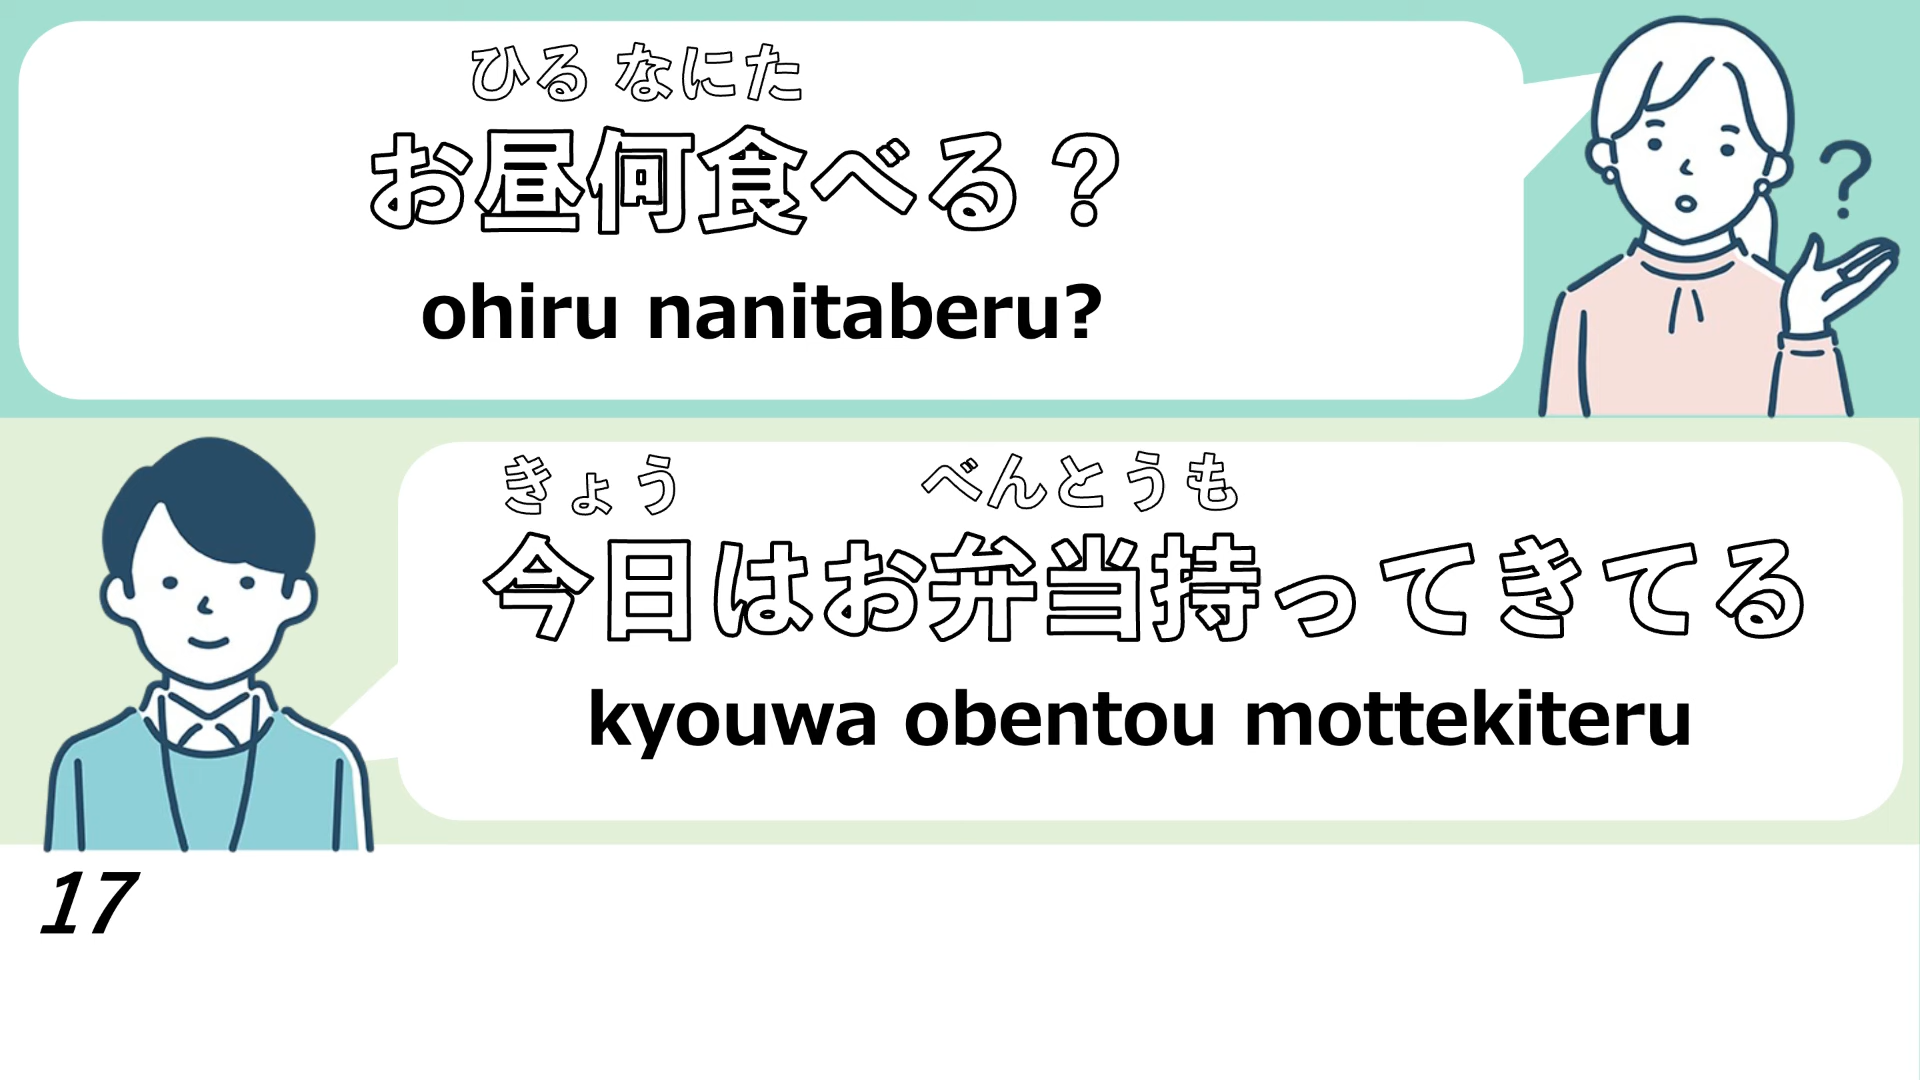 ひる なにた
お昼何食べる？
ohiru nanitaberu?
きょう べんとうも
今日はお弁当持ってきてる
kyouwa obentou mottekiteru
?
17